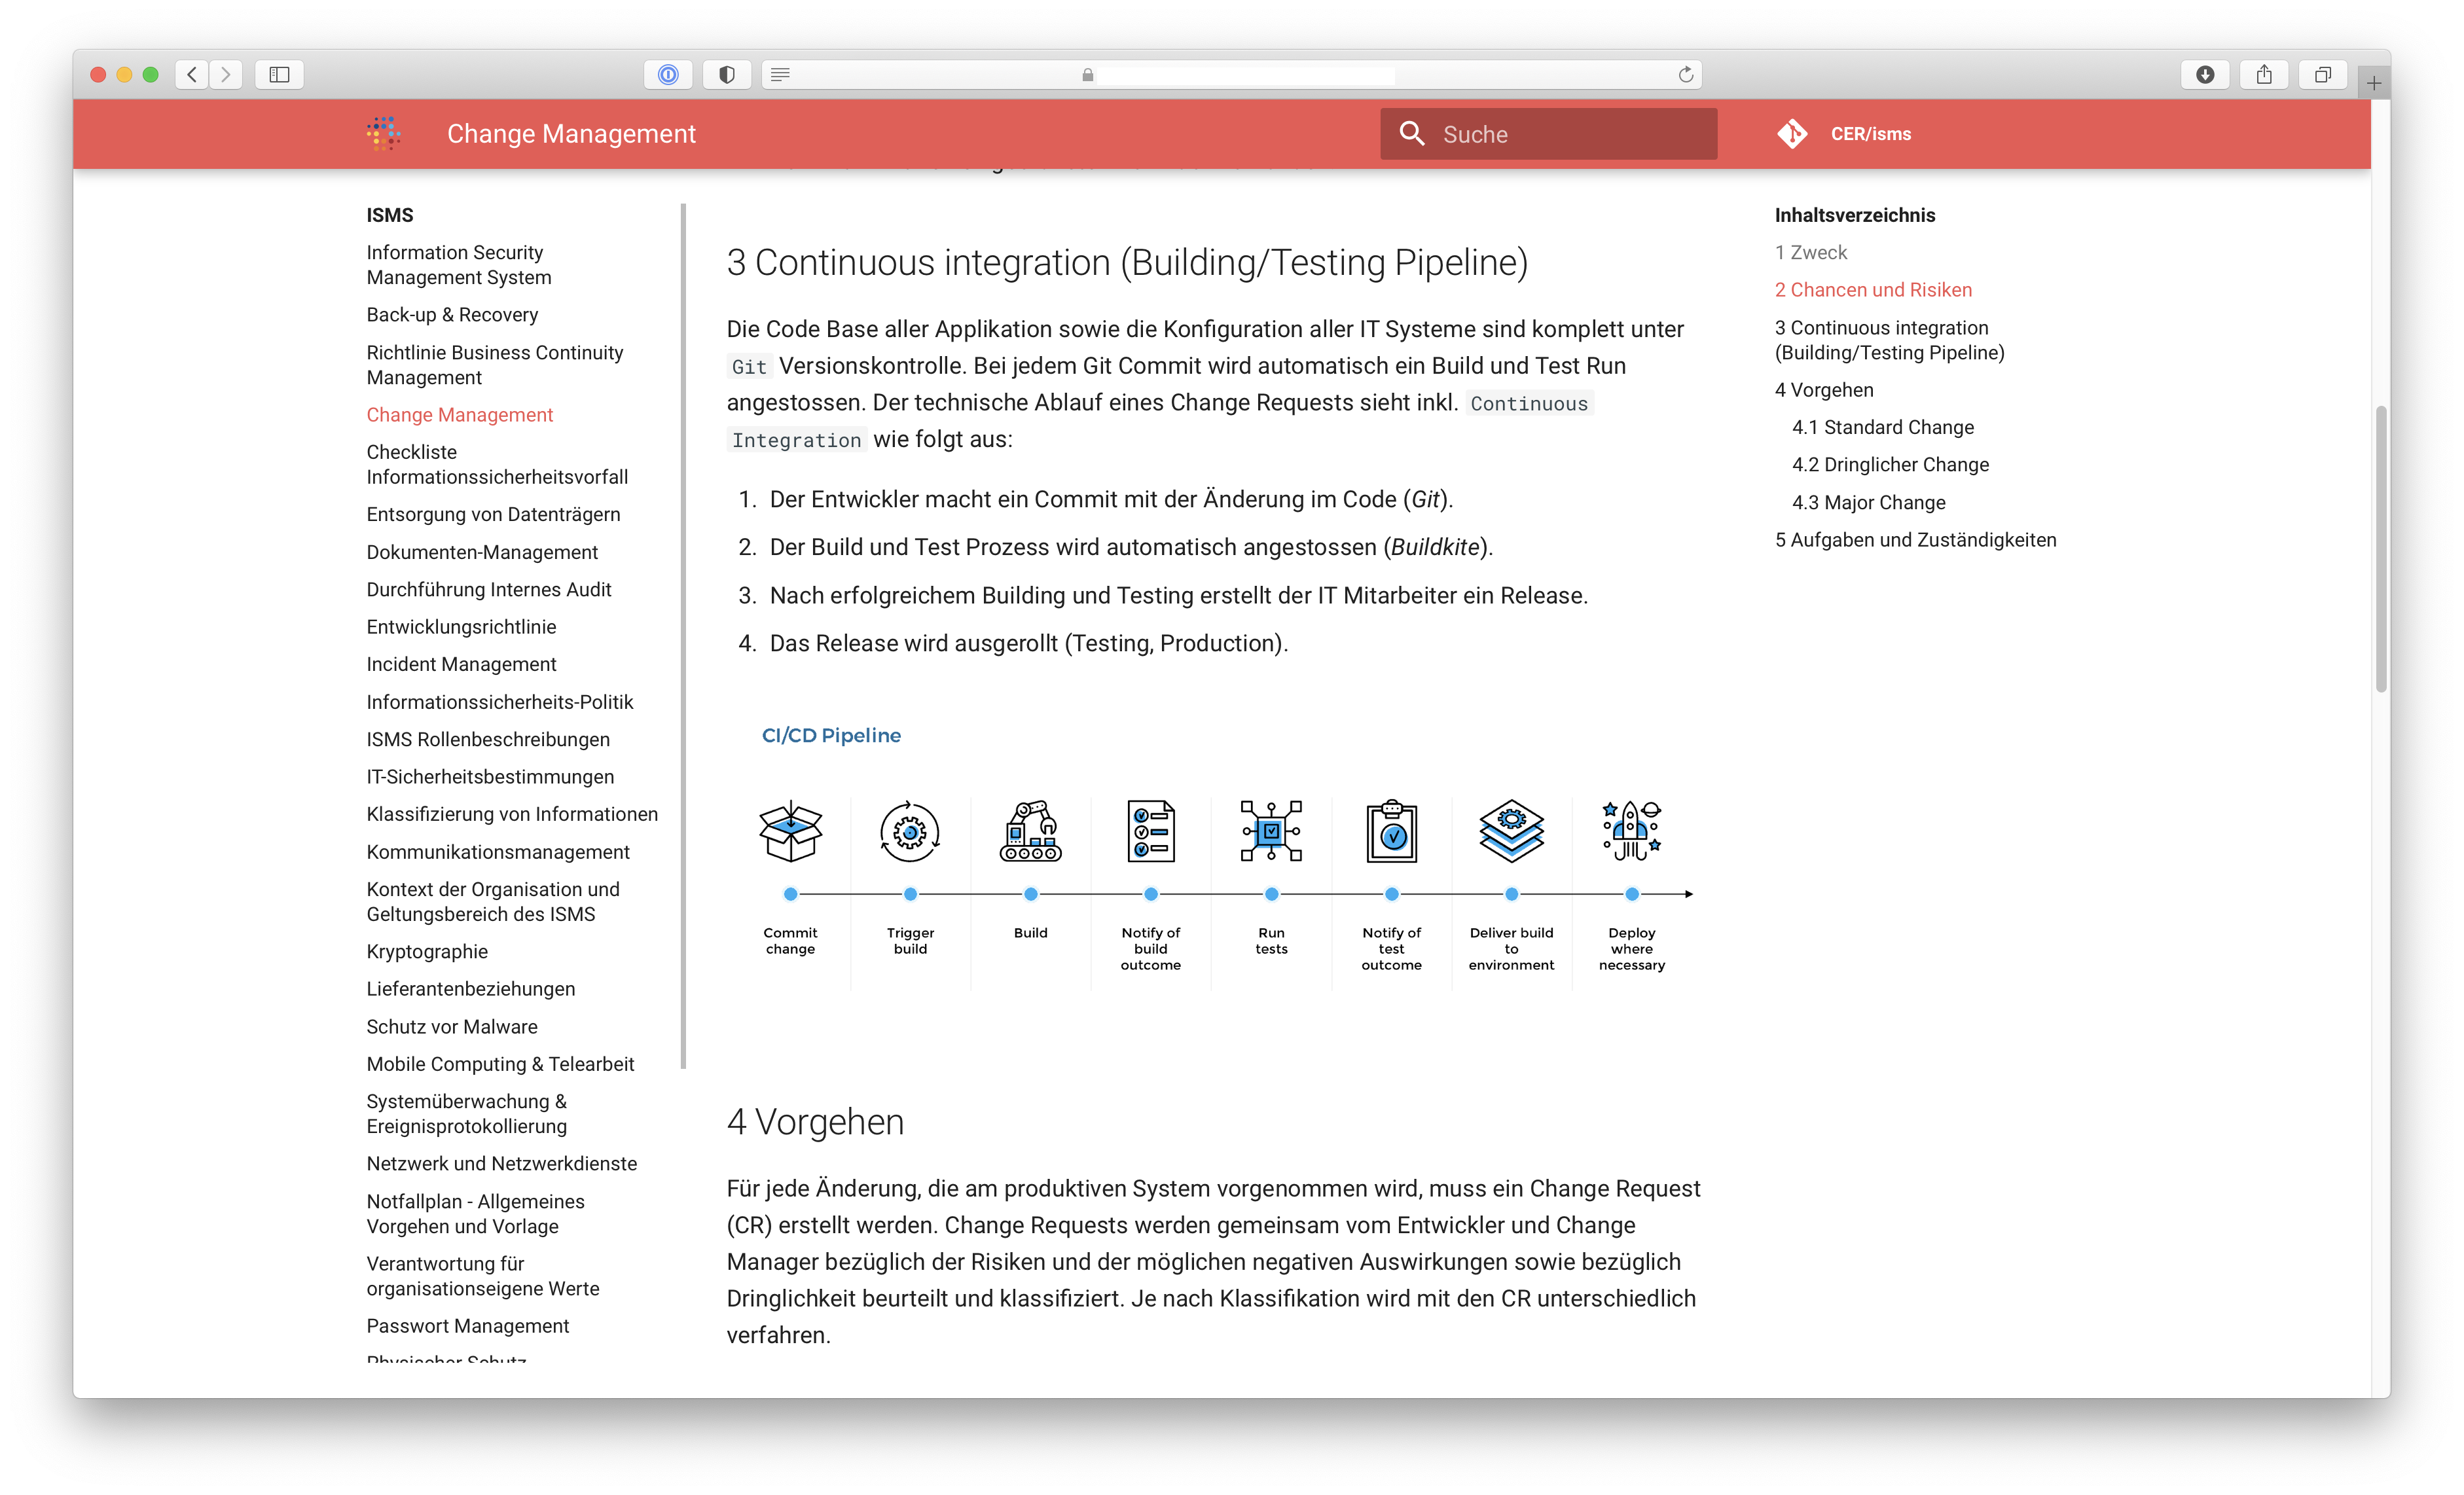 Change Management
Suche
CER/isms
ISMS
Information Security
Management System
Back-up & Recovery
Richtlinie Business Continuity
Management
Change Management
Checkliste
Informationssicherheitsvorfall
Entsorgung von Datenträgern
Dokumenten-Management
Durchführung Internes Audit
Entwicklungsrichtlinie
Incident Management
Informationssicherheits-Politik
ISMS Rollenbeschreibungen
IT-Sicherheitsbestimmungen
Klassifizierung von Informationen
Kommunikationsmanagement
Kontext der Organisation und
Geltungsbereich des ISMS
Kryptographie
Lieferantenbeziehungen
Schutz vor Malware
Mobile Computing & Telearbeit
Systemüberwachung &
Ereignisprotokollierung
Netzwerk und Netzwerkdienste
Notfallplan - Allgemeines
Vorgehen und Vorlage
Verantwortung für
organisationseigene Werte
Passwort Management
Physischer Schutz
3 Continuous integration (Building/Testing Pipeline)
Die Code Base aller Applikation sowie die Konfiguration aller IT Systeme sind komplett unter
Git Versionskontrolle. Bei jedem Git Commit wird automatisch ein Build und Test Run
angestossen. Der technische Ablauf eines Change Requests sieht inkl. Continuous
Integration wie folgt aus:
1. Der Entwickler macht ein Commit mit der Änderung im Code (Git).
2. Der Build und Test Prozess wird automatisch angestossen (Buildkite).
3. Nach erfolgreichem Building und Testing erstellt der IT Mitarbeiter ein Release.
4. Das Release wird ausgerollt (Testing, Production).
CI/CD Pipeline
Commit
change
Trigger
build
Build
Notify of
build
outcome
Run
tests
Notify of
test
outcome
Deliver build
to
environment
Deploy
where
necessary
4 Vorgehen
Für jede Änderung, die am produktiven System vorgenommen wird, muss ein Change Request
(CR) erstellt werden. Change Requests werden gemeinsam vom Entwickler und Change
Manager bezüglich der Risiken und der möglichen negativen Auswirkungen sowie bezüglich
Dringlichkeit beurteilt und klassifiziert. Je nach Klassifikation wird mit den CR unterschiedlich
verfahren.
Inhaltsverzeichnis
1 Zweck
2 Chancen und Risiken
3 Continuous integration
(Building/Testing Pipeline)
4 Vorgehen
4.1 Standard Change
4.2 Dringlicher Change
4.3 Major Change
5 Aufgaben und Zuständigkeiten